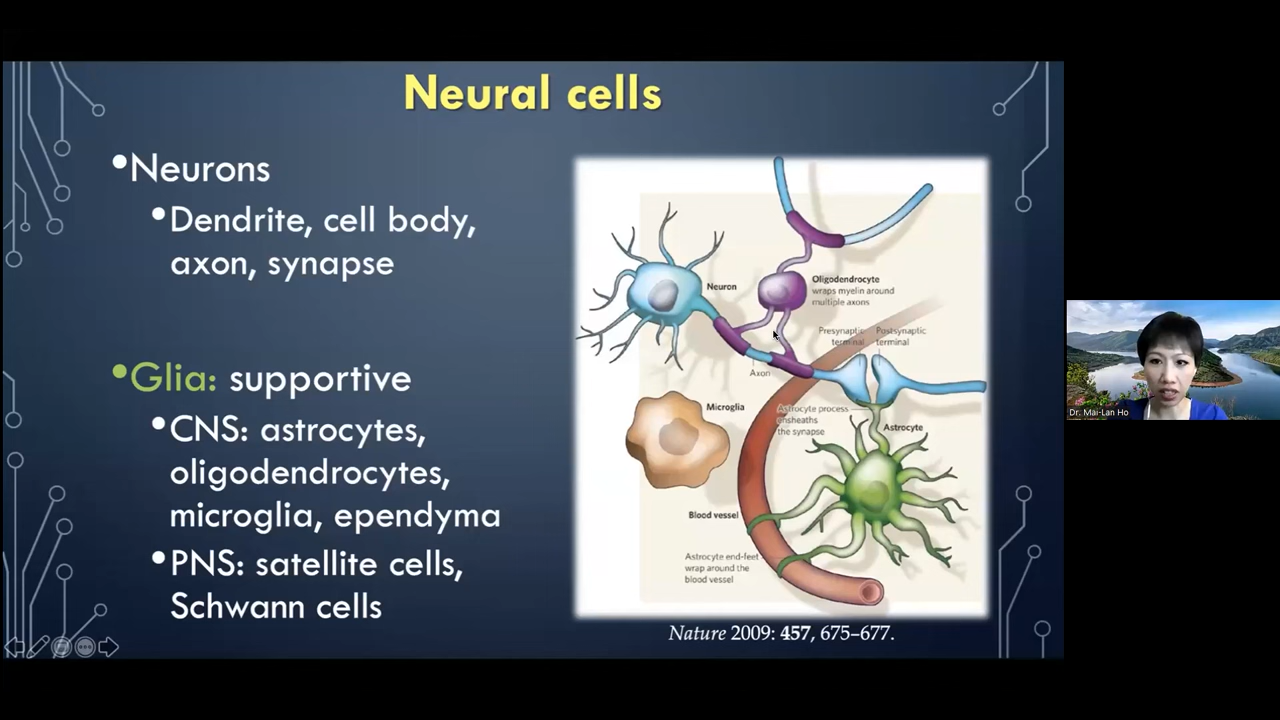 Neural cells
•Neurons
•Dendrite, cell body,
axon, synapse
•Glia: supportive
•CNS: astrocytes,
oligodendrocytes,
microglia, ependyma
•PNS: satellite cells,
Schwann cells
Neuron
Oligodendrocyte
wraps myelin around
multiple axons
Presynaptic
terminal
Postsynaptic
terminal
Axon
Microglia
Astrocyte process
ensheaths
the synapse
Astrocyte
Blood vessel
Astrocyte end-feet
wrap around the
blood vessel
Nature 2009: 457, 675–677.
Dr. Mai-Lan Ho